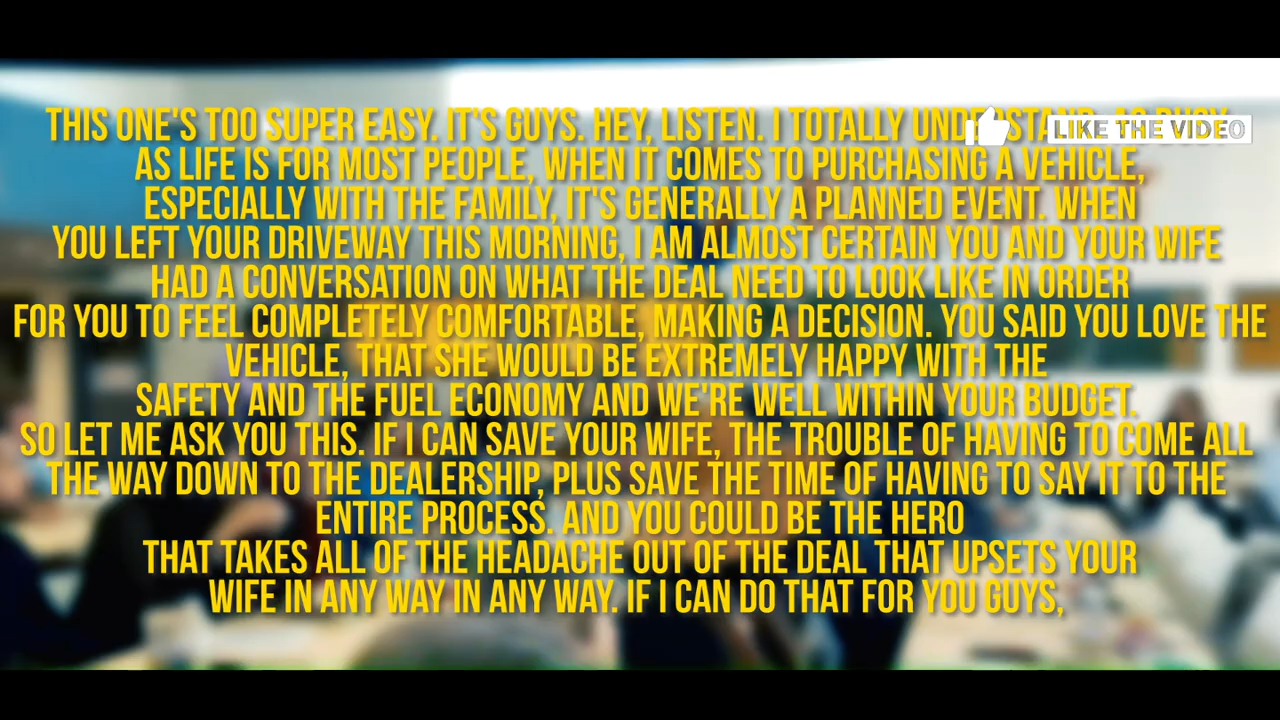 THIS ONE'S TOO SUPER EASY. IT'S GUYS. HEY, LISTEN. I TOTALLY
LIKE THE VIDEO
AS LIFE IS FOR MOST PEOPLE, WHEN IT COMES TO PURCHASING A VEHICLE,
ESPECIALLY WITH THE FAMILY, IT'S GENERALLY A PLANNED EVENT. WHEN
YOU LEFT YOUR DRIVEWAY THIS MORNING, I AM ALMOST CERTAIN YOU AND YOUR WIFE
HAD A CONVERSATION ON WHAT THE DEAL NEED TO LOOK LIKE IN ORDER
FOR YOU TO FEEL COMPLETELY COMFORTABLE, MAKING A DECISION. YOU SAID YOU LOVE THE
VEHICLE, THAT SHE WOULD BE EXTREMELY HAPPY WITH THE
SAFETY AND THE FUEL ECONOMY AND WE'RE WELL WITHIN YOUR BUDGET.
SO LET ME ASK YOU THIS. IF I CAN SAVE YOUR WIFE, THE TROUBLE OF HAVING TO COME ALL
THE WAY DOWN TO THE DEALERSHIP, PLUS SAVE THE TIME OF HAVING TO SAY IT TO THE
ENTIRE PROCESS. AND YOU COULD BE THE HERO
THAT TAKES ALL OF THE HEADACHE OUT OF THE DEAL THAT UPSETS YOUR
WIFE IN ANY WAY IN ANY WAY. IF I CAN DO THAT FOR YOU GUYS,